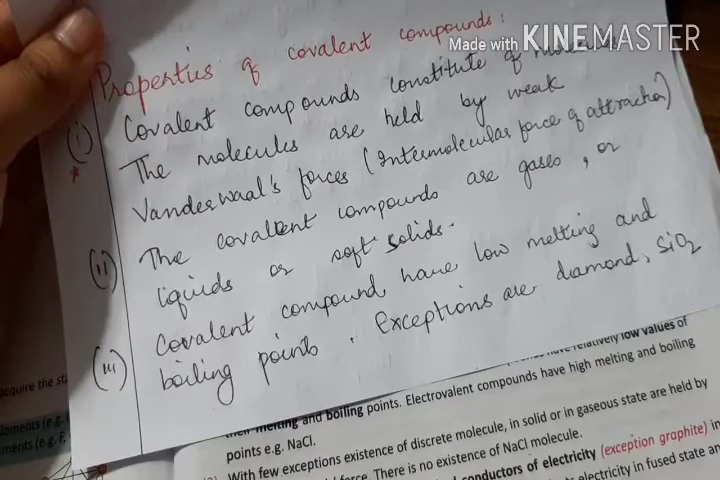 Made with KINEMASTER
Properties of covalent compounds:
(i) Covalent compounds constitute of
The molecules are held by weak
* Vanderwaal's forces (Intermolecular force of attraction)
(ii) The covalent compounds are gases, or
liquids or soft solids.
(iii) Covalent compound have low melting and
boiling points. Exceptions are diamond, SiO2
relatively low values of
melting and boiling points. Electrovalent compounds have high melting and boiling
points e.g. NaCl.
With few exceptions existence of discrete molecule, in solid or in gaseous state are held by
force. There is no existence of NaCl molecule.
conductors of electricity (exception graphite) in
electricity in fused state
acquire the
lements (e.g.
ments (e.g. F,